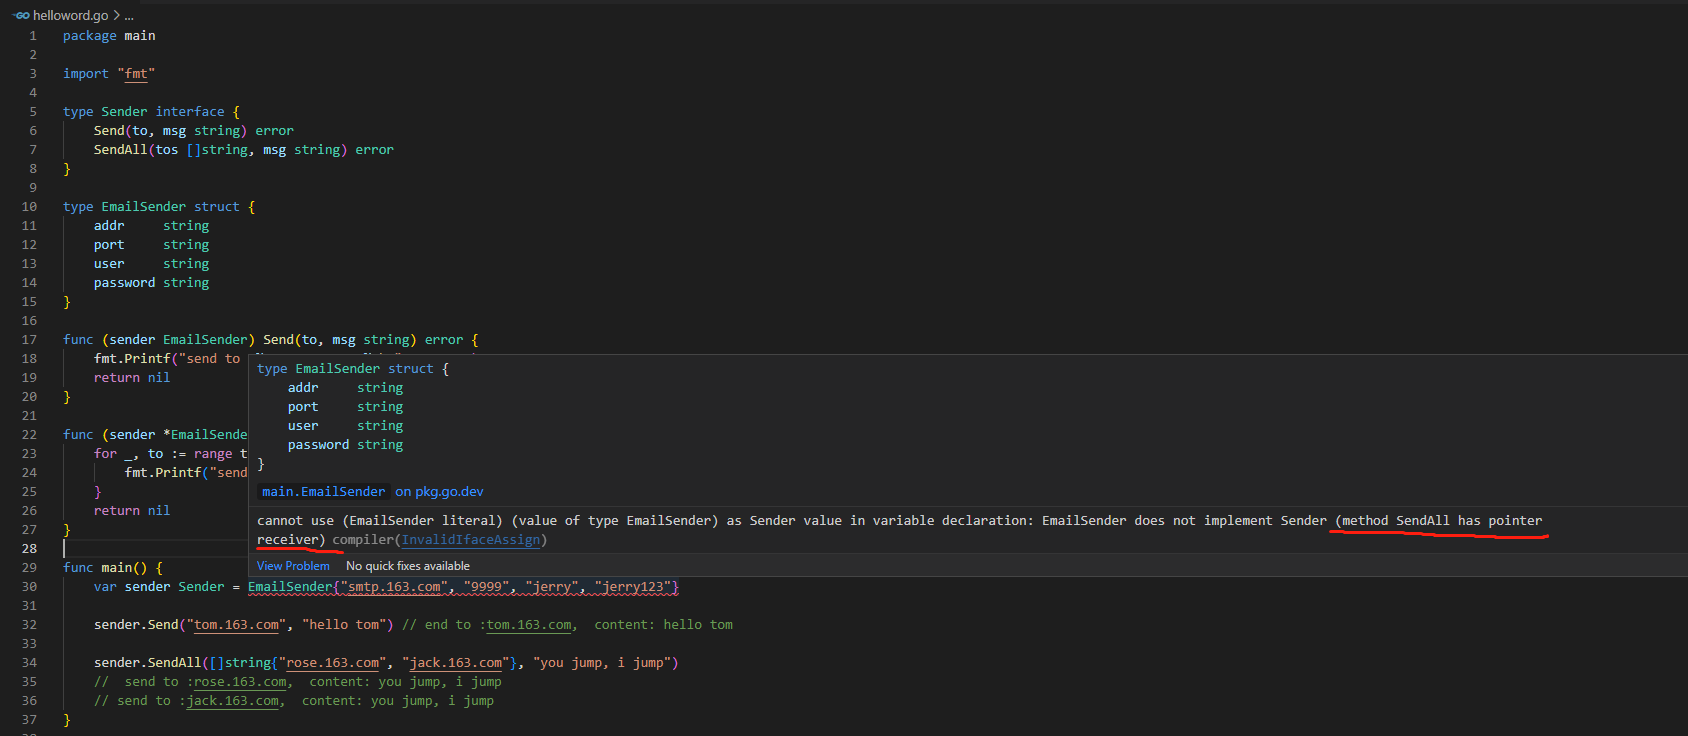 GO helloword.go > ...
1 package main
2
3 import "fmt"
4
5 type Sender interface {
6 Send(to, msg string) error
7 SendAll(tos []string, msg string) error
8 }
9
10 type EmailSender struct {
11 addr string
12 port string
13 user string
14 password string
15 }
16
17 func (sender EmailSender) Send(to, msg string) error {
18 fmt.Printf("send to
19 return nil
20 }
21
22 func (sender *EmailSende
23 for _, to := range t
24 fmt.Printf("send
25 }
26 return nil
27 }
28
29 func main() {
type EmailSender struct {
addr string
port string
user string
password string
}
main.EmailSender on pkg.go.dev
cannot use (EmailSender literal) (value of type EmailSender) as Sender value in variable declaration: EmailSender does not implement Sender (method SendAll has pointer
receiver) compiler(InvalidIfaceAssign)
View Problem No quick fixes available
30 var sender Sender = EmailSender{"smtp.163.com", "9999", "jerry", "jerry123"}
31
32 sender.Send("tom.163.com", "hello tom") // end to :tom.163.com, content: hello tom
33
34 sender.SendAll([]string{"rose.163.com", "jack.163.com"}, "you jump, i jump")
35 // send to :rose.163.com, content: you jump, i jump
36 // send to :jack.163.com, content: you jump, i jump
37 }